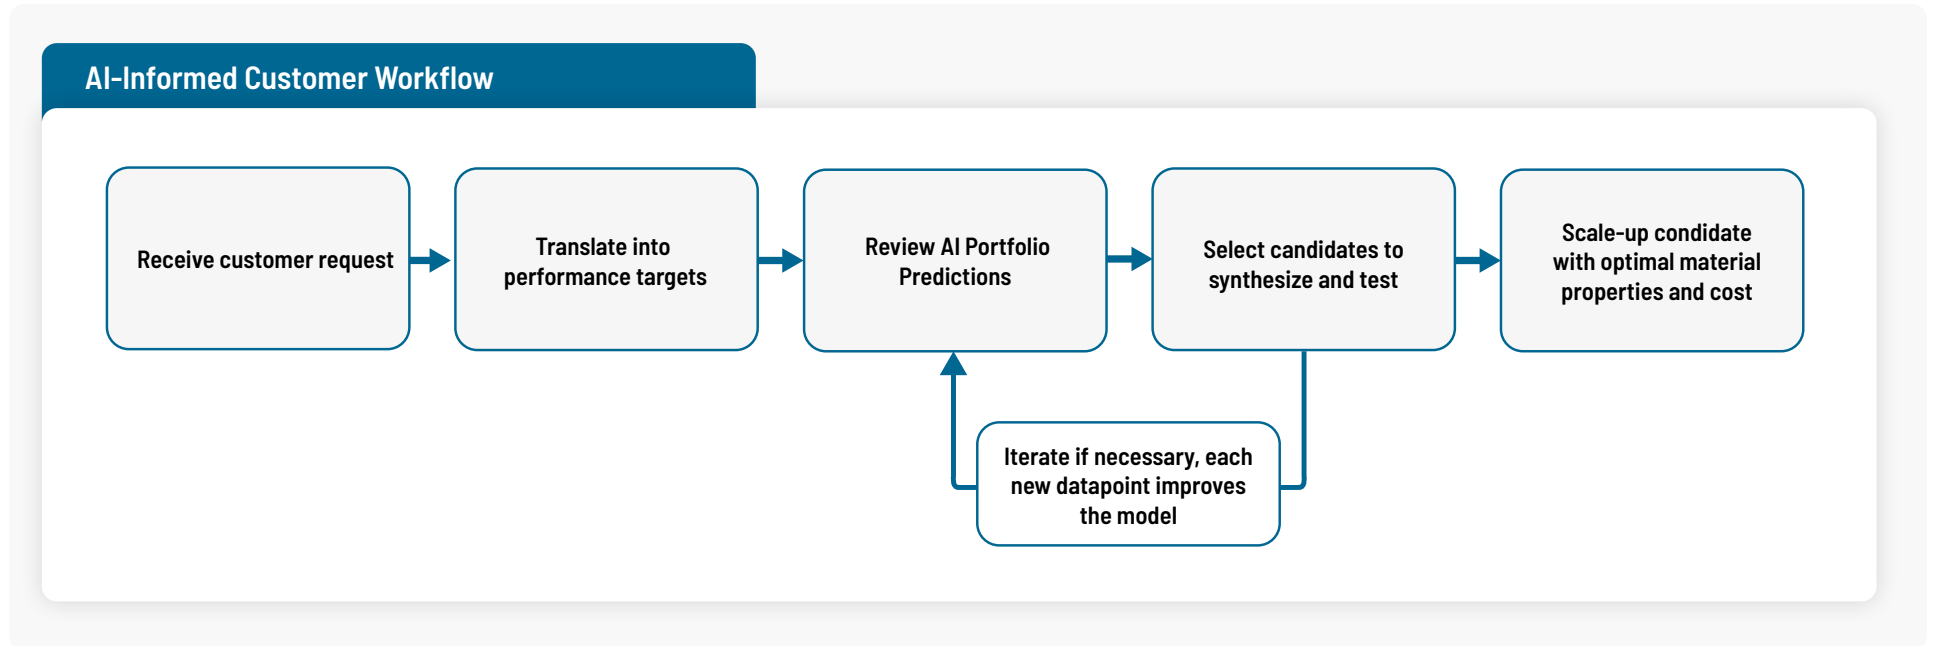 AI-Informed Customer Workflow
Receive customer request
Translate into
performance targets
Review AI Portfolio
Predictions
Select candidates to
synthesize and test
Scale-up condidate
with optimal material
properties and cost
Iterate if necessary, each
new datapoint improves
the model